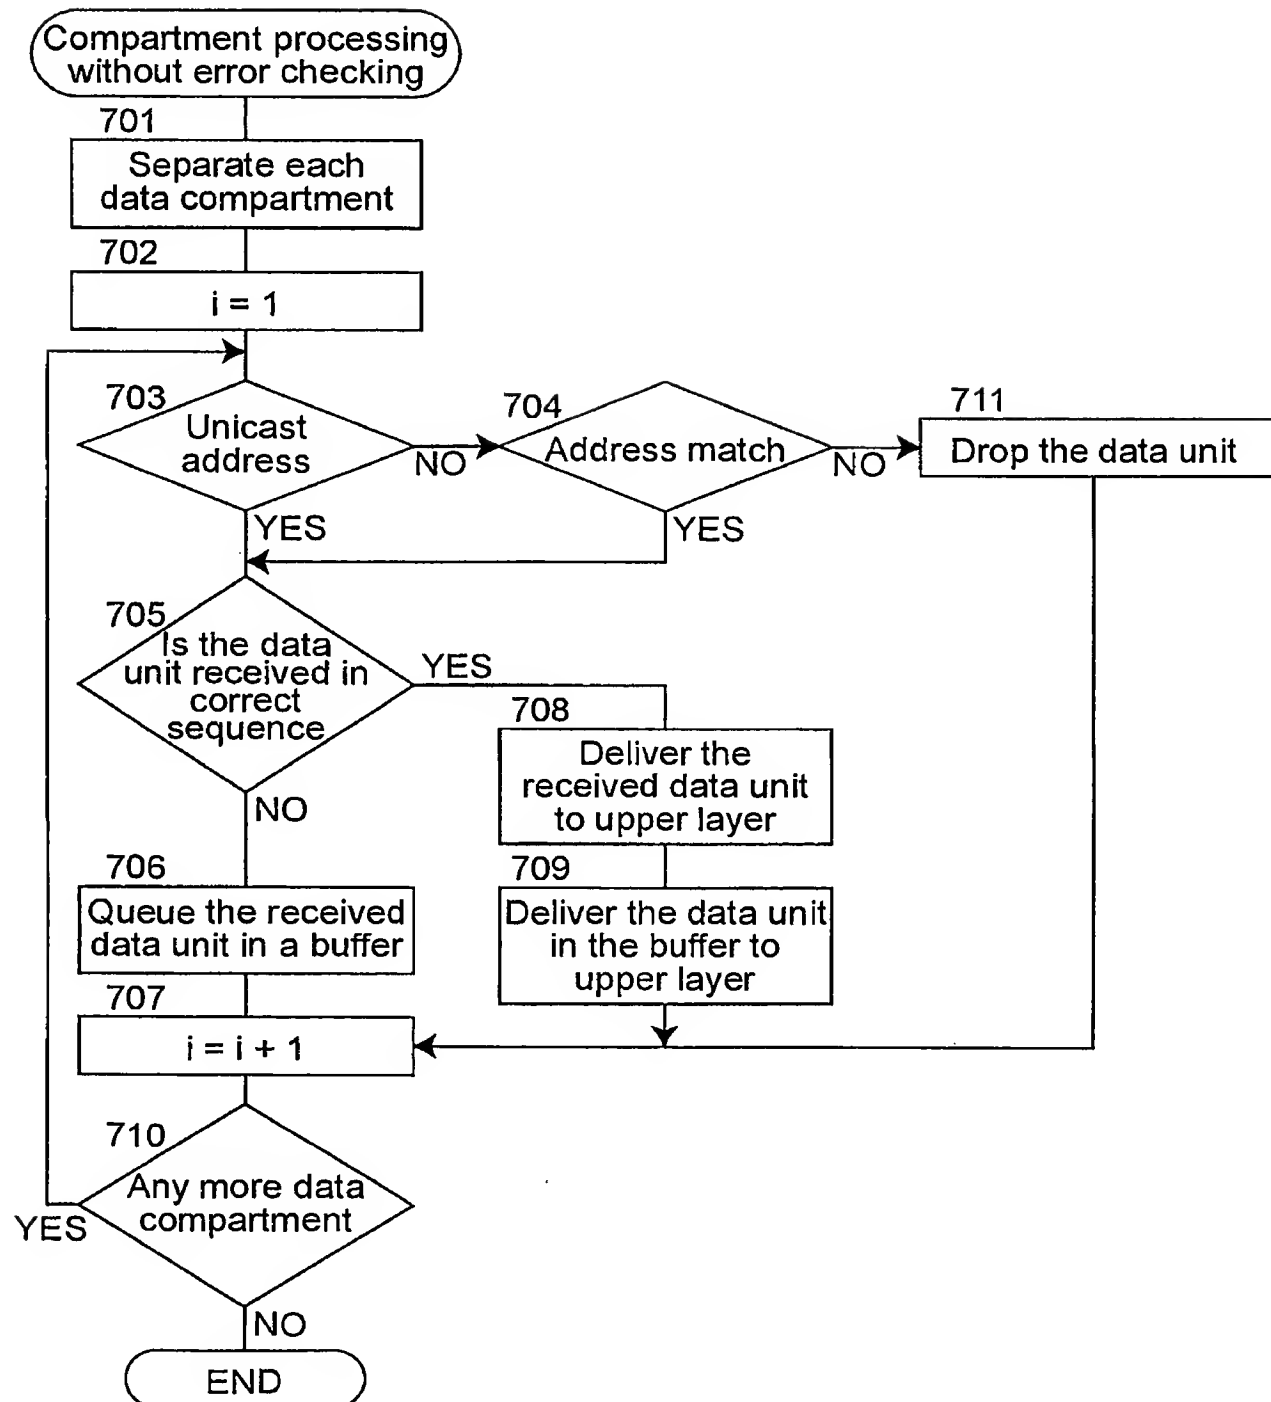 Compartment processing
without error checking
701
Separate each
data compartment
702
i = 1
703
Unicast
address
NO
YES
704
Address match
NO
YES
711
Drop the data unit
705
Is the data
unit received in
correct
sequence
YES
NO
708
Deliver the
received data unit
to upper layer
709
Deliver the data unit
in the buffer to
upper layer
706
Queue the received
data unit in a buffer
707
i = i + 1
710
Any more data
compartment
YES
NO
END